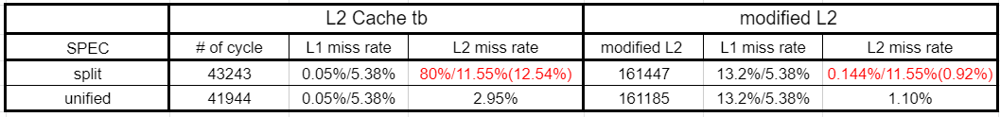 L2 Cache tb modified L2
SPEC # of cycle L1 miss rate L2 miss rate modified L2 L1 miss rate L2 miss rate
split 43243 0.05%/5.38% 80%/11.55%(12.54%) 161447 13.2%/5.38% 0.144%/11.55%(0.92%)
unified 41944 0.05%/5.38% 2.95% 161185 13.2%/5.38% 1.10%